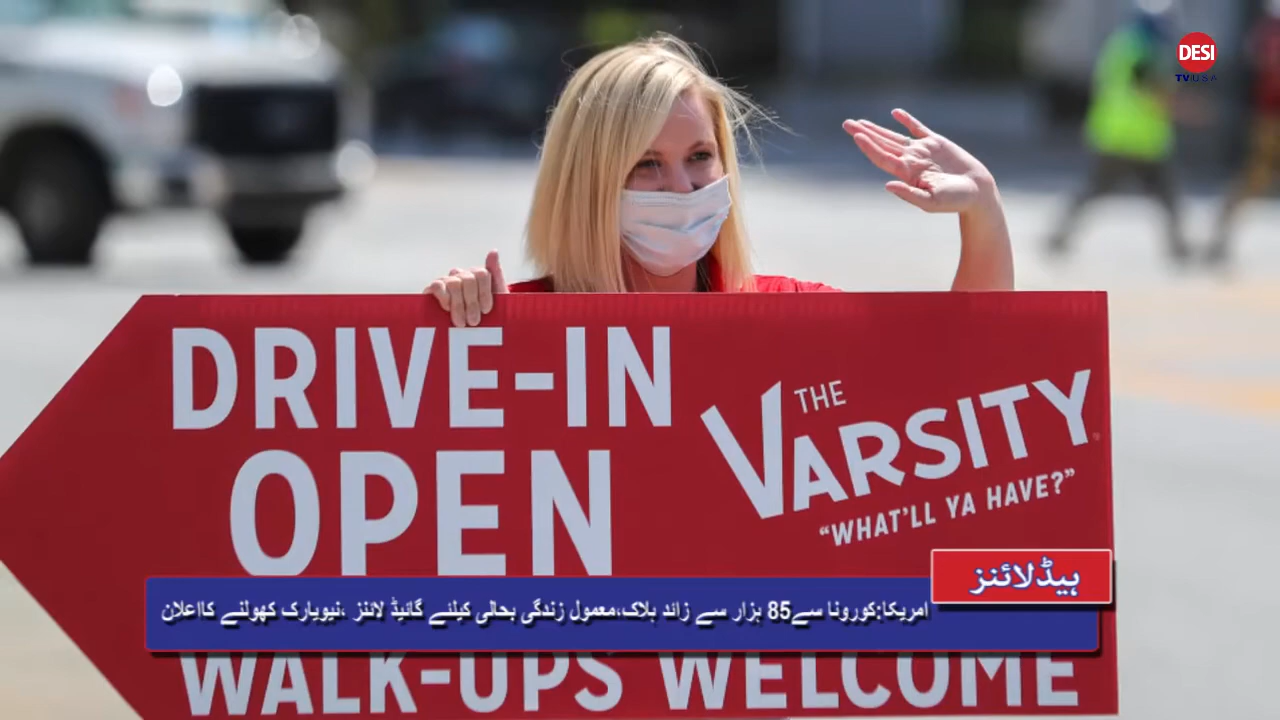 DESI
TV U S A
DRIVE-IN
OPEN
THE
VARSITY
"WHAT'LL YA HAVE?"
ہیڈلائنز
امریکا:کورونا سے85 ہزار سے زائد ہلاک،معمول زندگی بحالی کیلئے گائیڈ لائنز ،نیویارک کھولنے کااعلان
WALK-UPS WELCOME